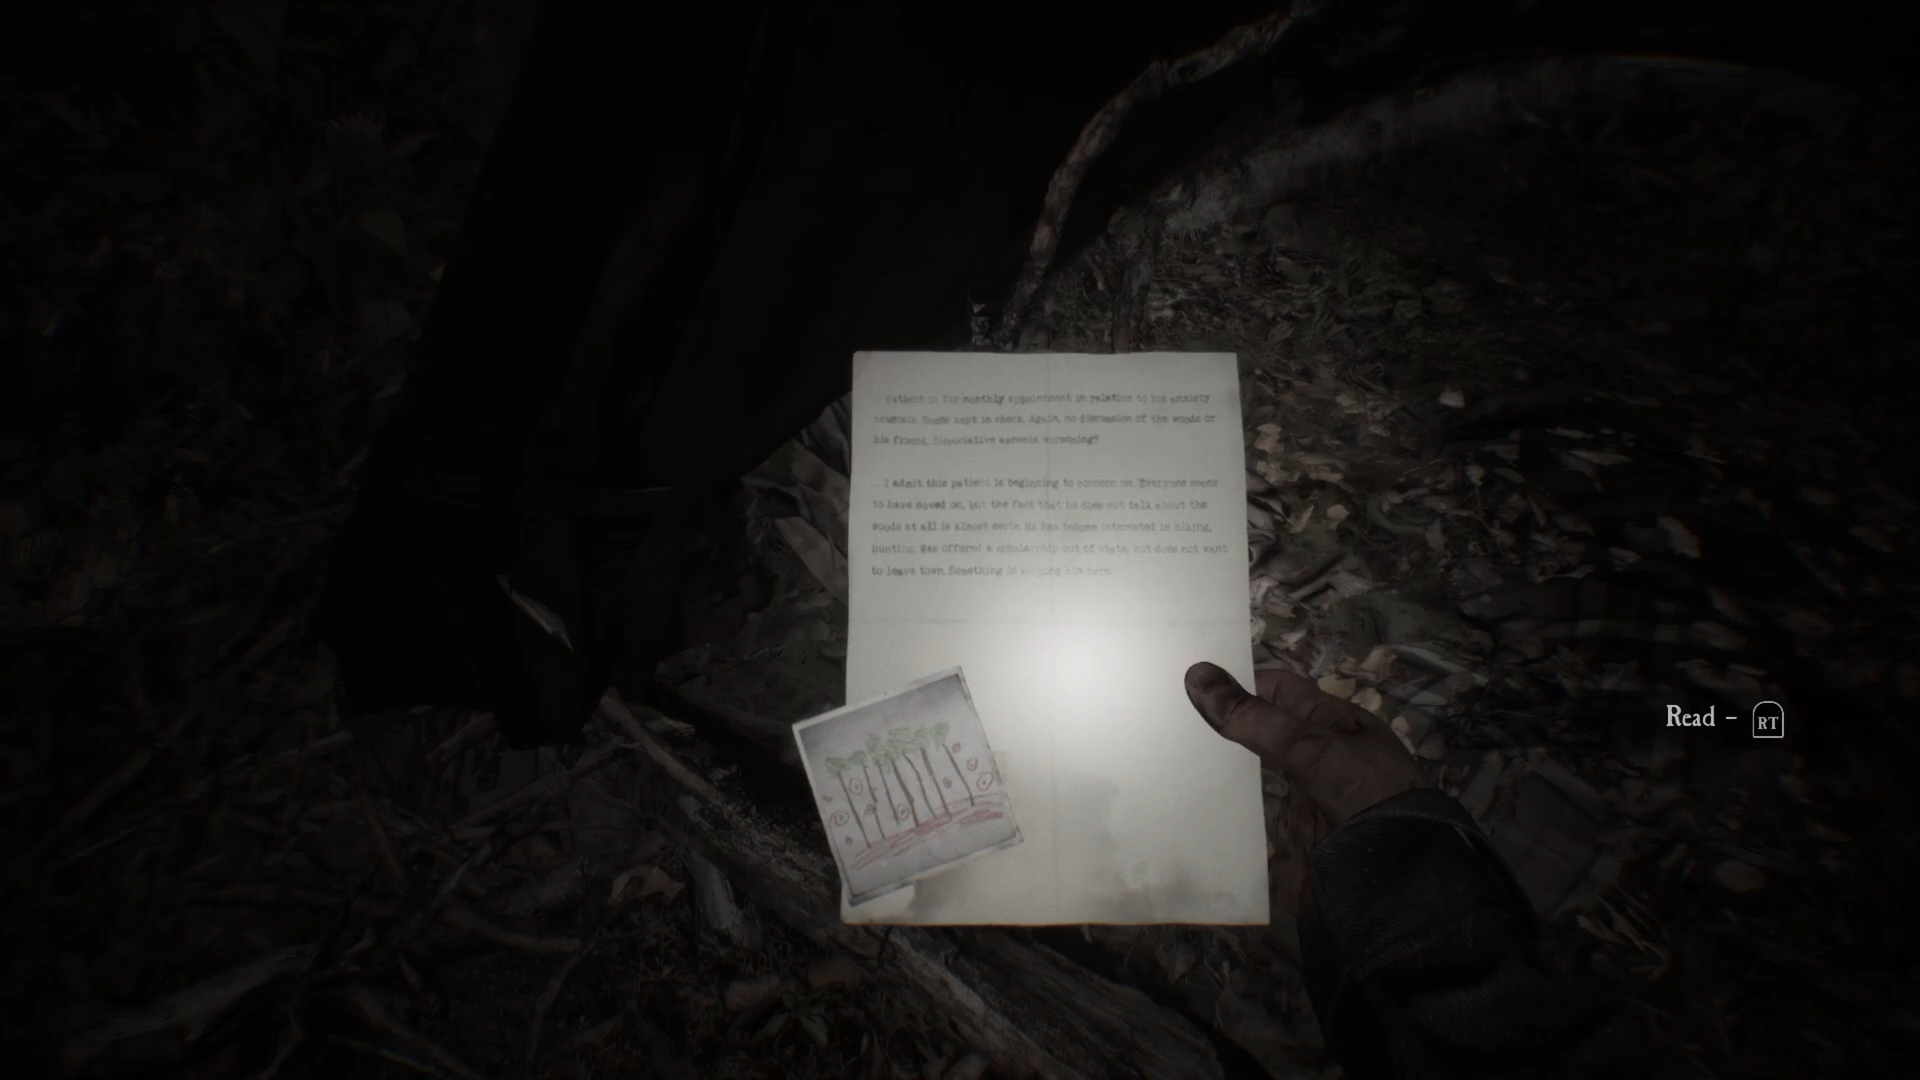 Patient in for monthly appointment in relation to his anxiety
neurosis. Seems kept in check. Again, no discussion of the woods or
his friend. Dissociative amnesia worsening?
...I admit this patient is beginning to concern me. Everyone seems
to have moved on, but the fact that he does not talk about the
woods at all is almost eerie. He has become interested in hiking,
hunting. Was offered a scholarship out of state, but does not want
to leave town. Something is keeping him here.
Read - RT